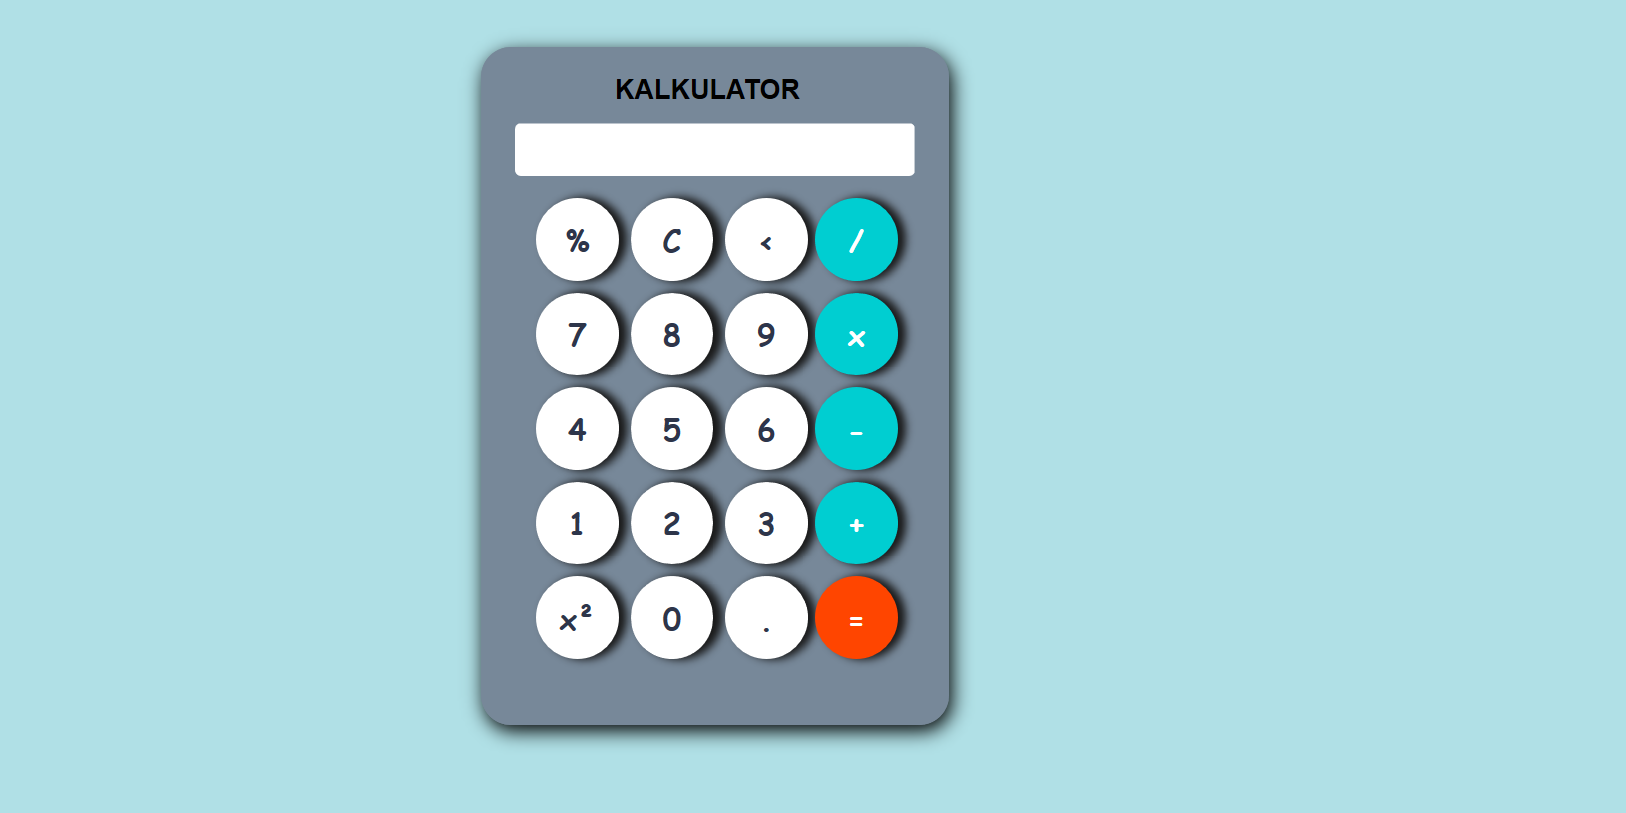 KALKULATOR
% C < /
7 8 9 x
4 5 6 -
1 2 3 +
x² 0 . =